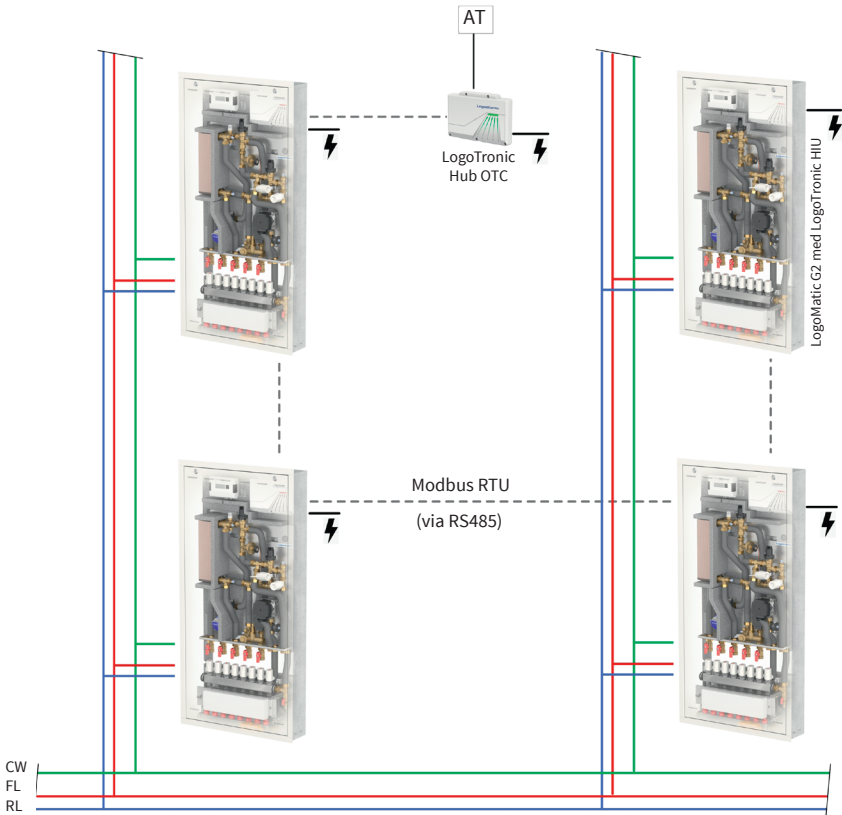 AT
LogoTronic
Hub OTC
LogoMatic G2 med LogoTronic HIU
Modbus RTU
(via RS485)
CW
FL
RL